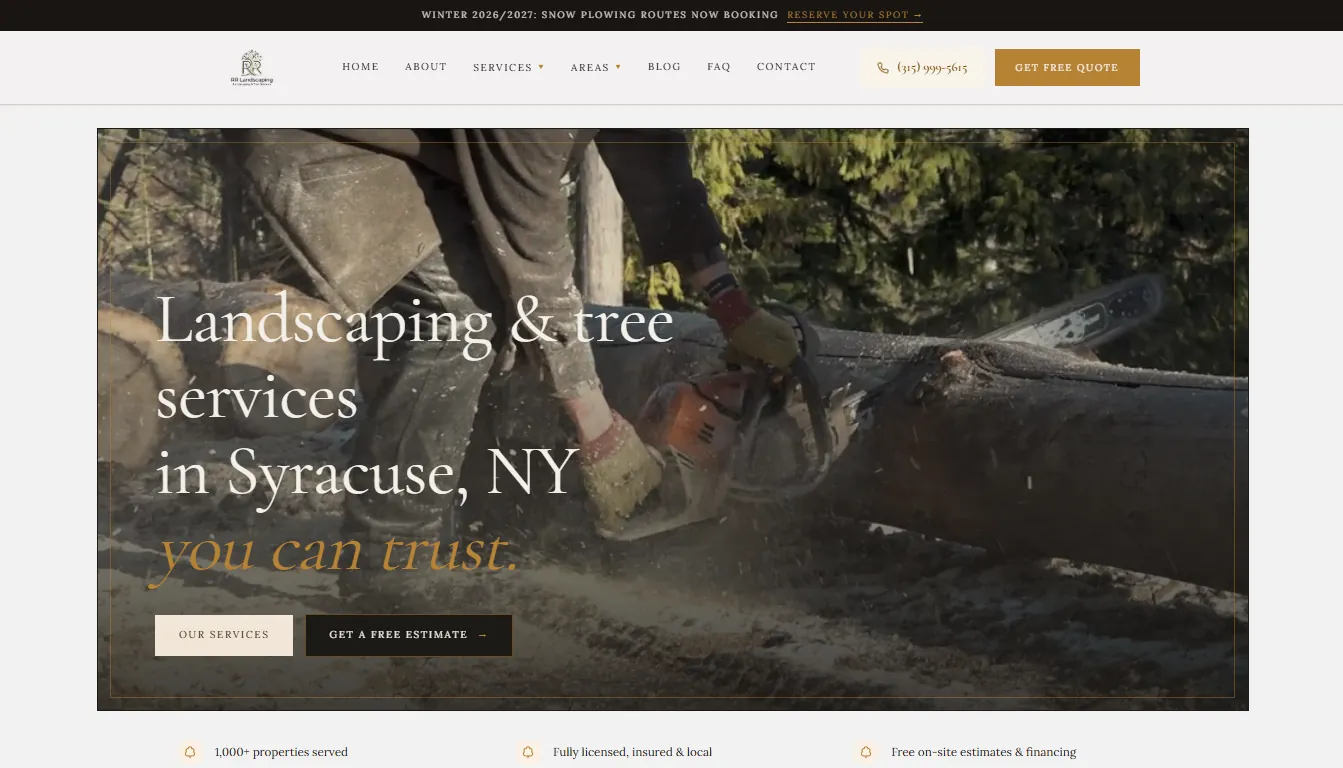 WINTER 2026/2027: SNOW PLOWING ROUTES NOW BOOKING RESERVE YOUR SPOT →
RR Landscaping
HOME ABOUT SERVICES ▼ AREAS ▼ BLOG FAQ CONTACT (315) 999-5615 GET FREE QUOTE
Landscaping & tree
services
in Syracuse, NY
you can trust.
OUR SERVICES GET A FREE ESTIMATE →
1,000+ properties served Fully licensed, insured & local Free on-site estimates & financing